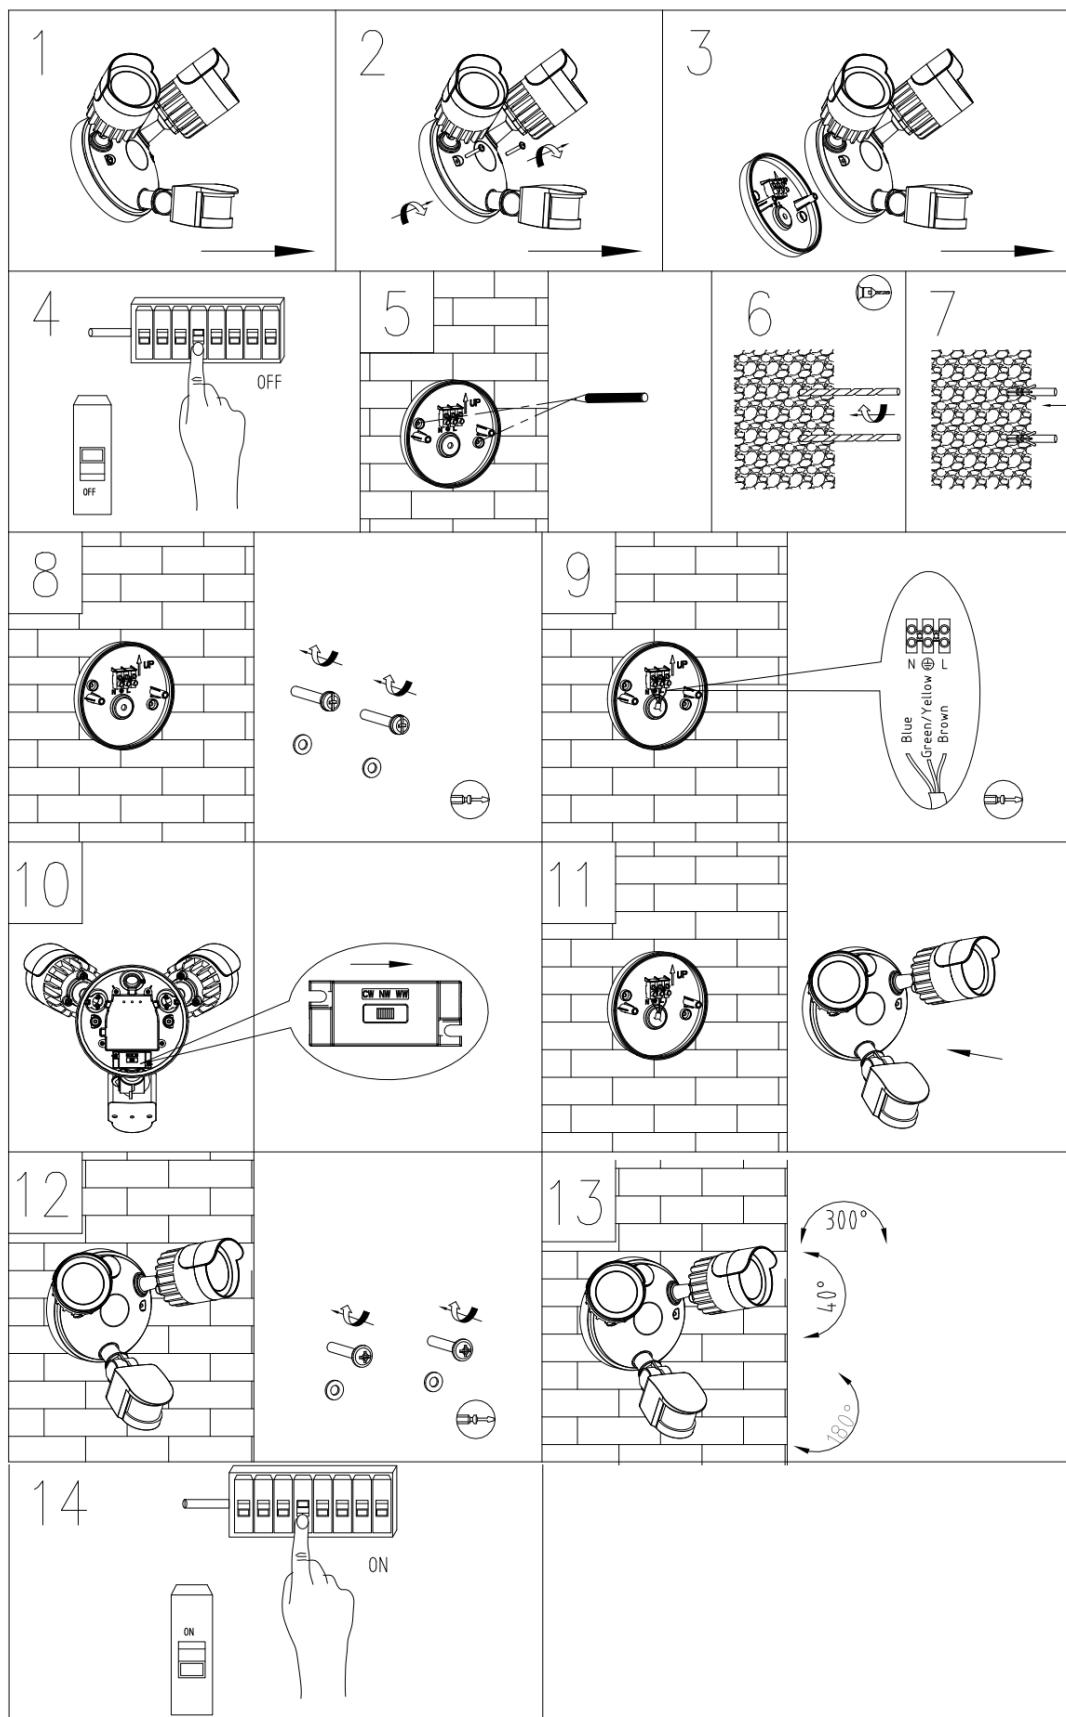 1
2
3
4
OFF
OFF
5
UP
N L
6
7
8
UP
N L
9
UP
N L
N L
Blue
Green/Yellow
Brown
10
CW NW WW
11
UP
N L
12
13
300°
40°
180°
14
ON
ON